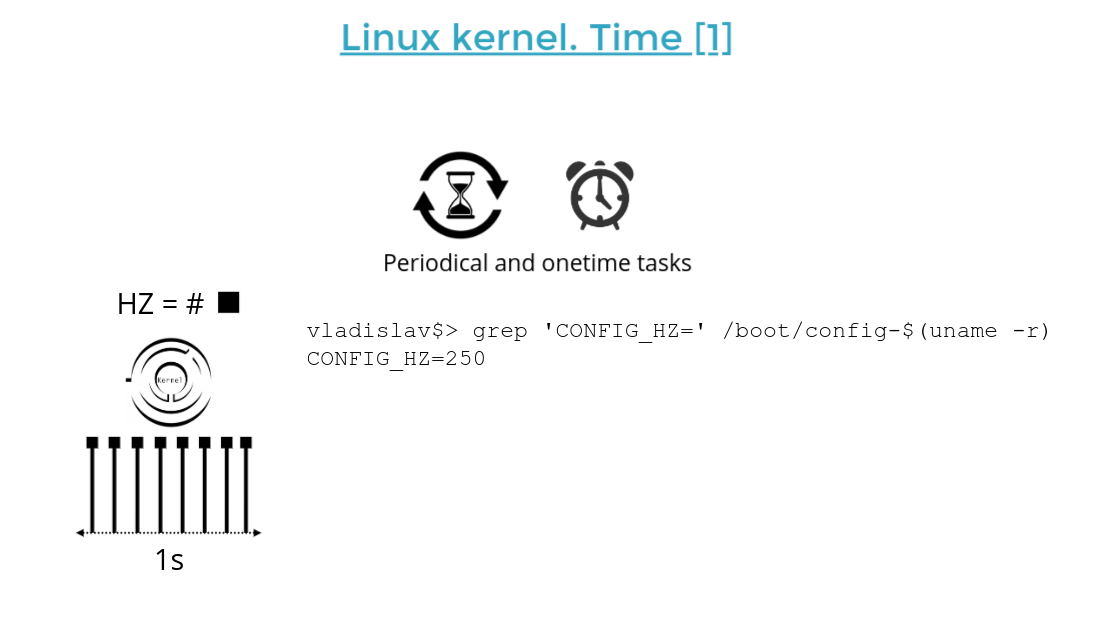 Linux kernel. Time [1]
Periodical and onetime tasks
HZ = # ■
vladislav$> grep 'CONFIG_HZ=' /boot/config-$(uname -r)
CONFIG_HZ=250
Kernel
1s